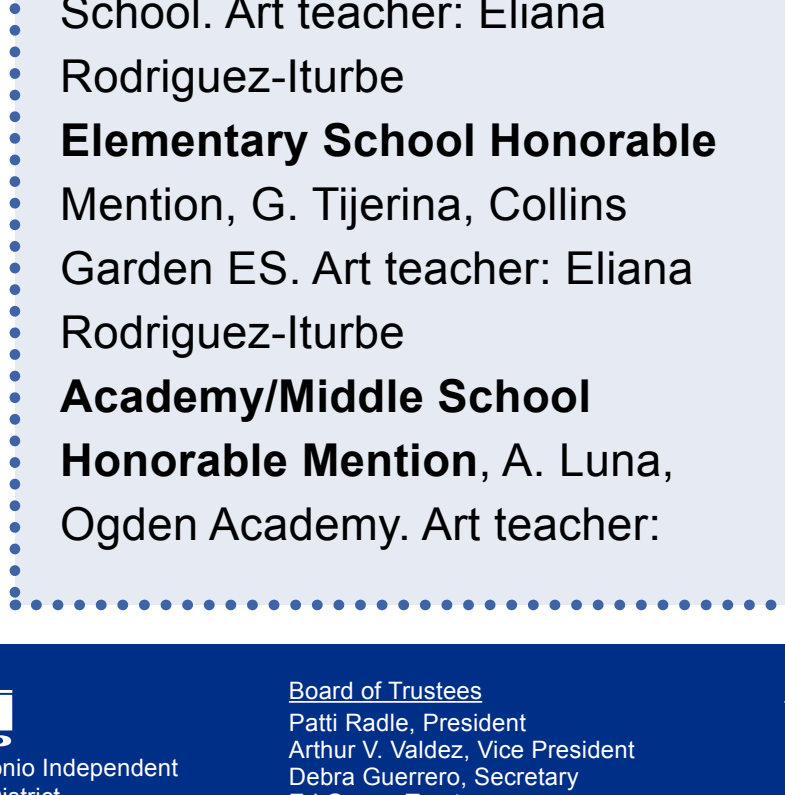 School. Art teacher: Eliana
Rodriguez-Iturbe
Elementary School Honorable
Mention, G. Tijerina, Collins
Garden ES. Art teacher: Eliana
Rodriguez-Iturbe
Academy/Middle School
Honorable Mention, A. Luna,
Ogden Academy. Art teacher:
Independent
Board of Trustees
Patti Radle, President
Arthur V. Valdez, Vice President
Debra Guerrero, Secretary